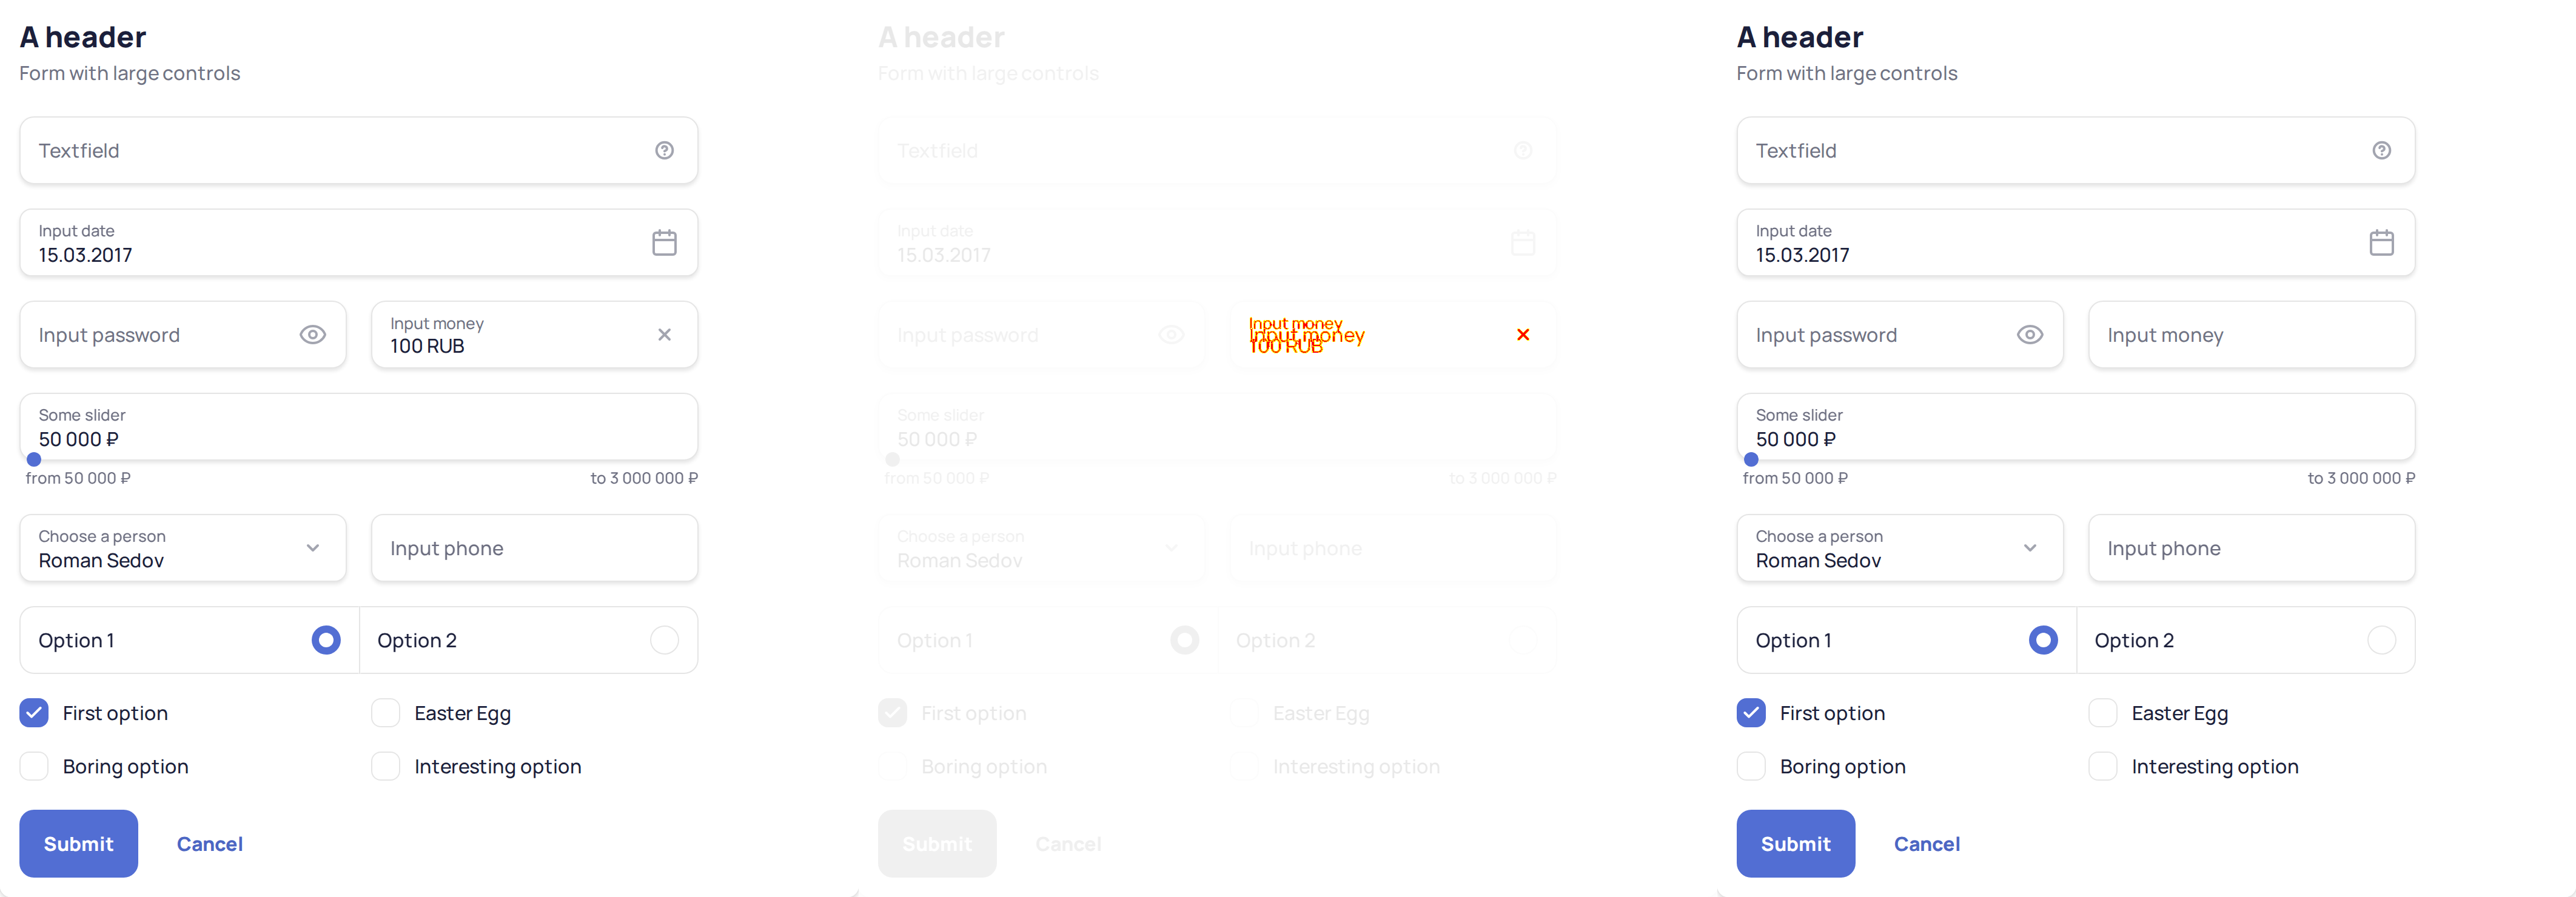 A header
Form with large controls
Textfield
Input date
15.03.2017
Input password
Input money
100 RUB
Some slider
50 000 ₽
from 50 000 ₽
to 3 000 000 ₽
Choose a person
Roman Sedov
Input phone
Option 1
Option 2
First option
Easter Egg
Boring option
Interesting option
Submit
Cancel
A header
Form with large controls
Textfield
Input date
15.03.2017
Input password
Input money
Input money
100 RUB
Some slider
50 000 ₽
from 50 000 ₽
to 3 000 000 ₽
Choose a person
Roman Sedov
Input phone
Option 1
Option 2
First option
Easter Egg
Boring option
Interesting option
Submit
Cancel
A header
Form with large controls
Textfield
Input date
15.03.2017
Input password
Input money
Some slider
50 000 ₽
from 50 000 ₽
to 3 000 000 ₽
Choose a person
Roman Sedov
Input phone
Option 1
Option 2
First option
Easter Egg
Boring option
Interesting option
Submit
Cancel